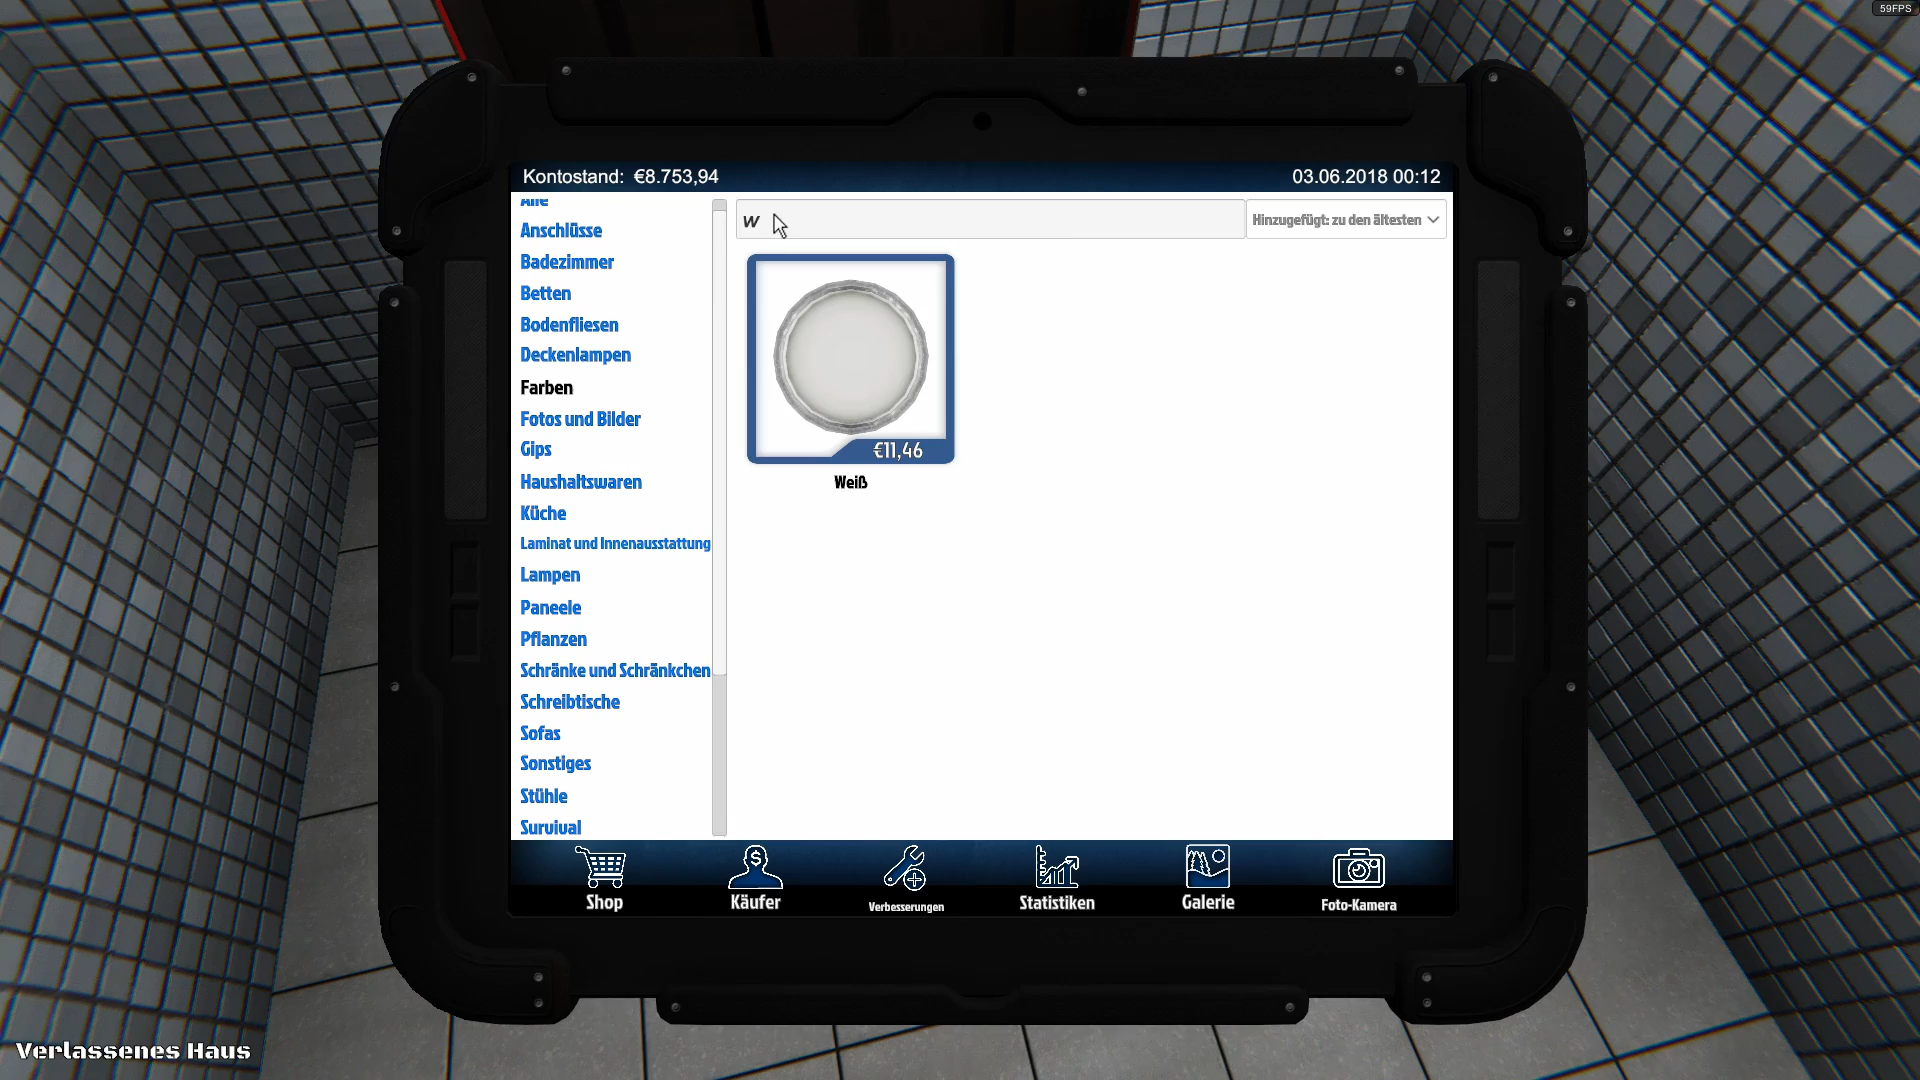 59FPS
Kontostand: €8.753,94
03.06.2018 00:12
Alle
Anschlüsse
Badezimmer
Betten
Bodenfliesen
Deckenlampen
Farben
Fotos und Bilder
Gips
Haushaltswaren
Küche
Laminat und Innenausstattung
Lampen
Paneele
Pflanzen
Schränke und Schränkchen
Schreibtische
Sofas
Sonstiges
Stühle
Survival
w
Hinzugefügt: zu den ältesten
€11,46
Weiß
Shop
Käufer
Verbesserungen
Statistiken
Galerie
Foto-Kamera
Verlassenes Haus